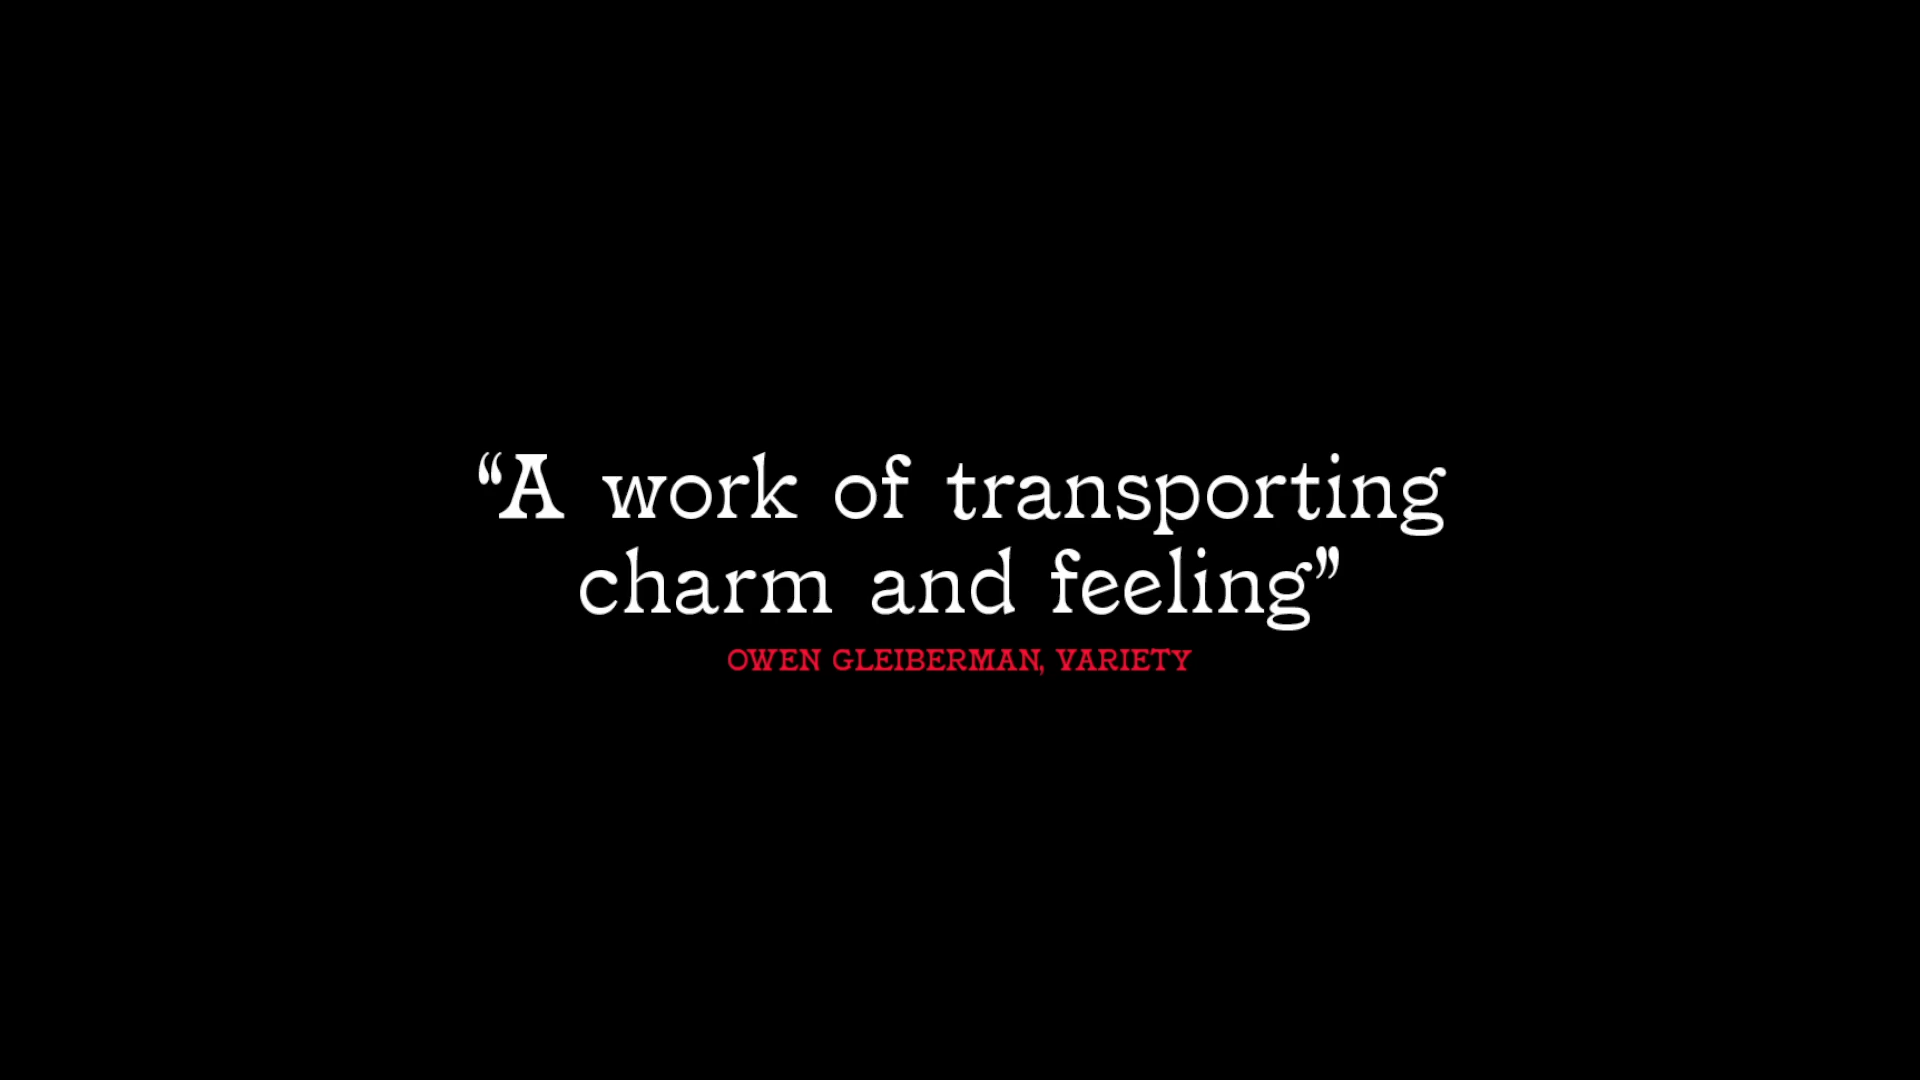 “A work of transporting
charm and feeling”
OWEN GLEIBERMAN, VARIETY